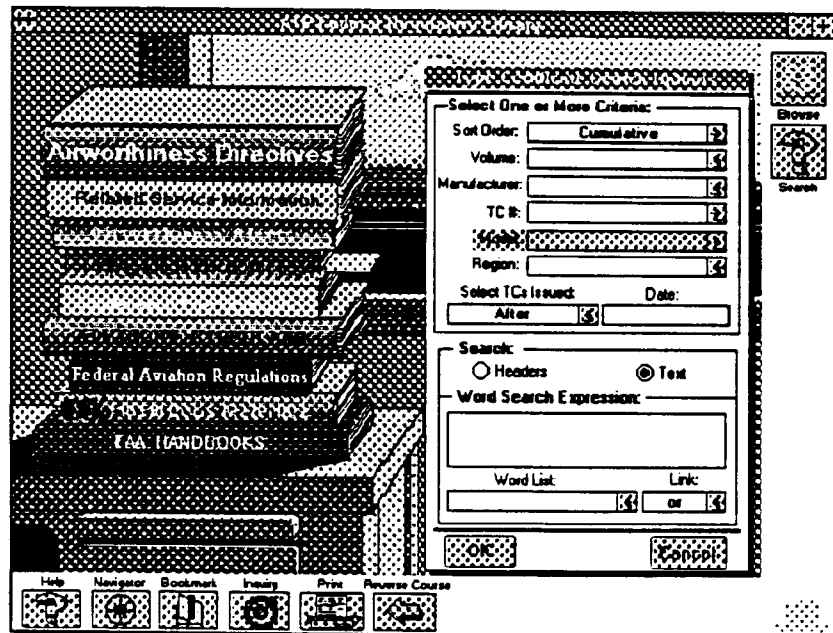 Browse
Search
Airworthiness Directives
Related Service Information
Federal Aviation Regulations
FAA HANDBOOKS
Select One or More Criteria:
Sort Order: Cumulative
Volume:
Manufacturer:
TC #:
Region:
Select TCs Issued: Date:
After
Search:
Headers Text
Word Search Expression:
Word List: Link:
or
OK Cancel
Help Navigator Bookmark Inquiry Print Reverse Course